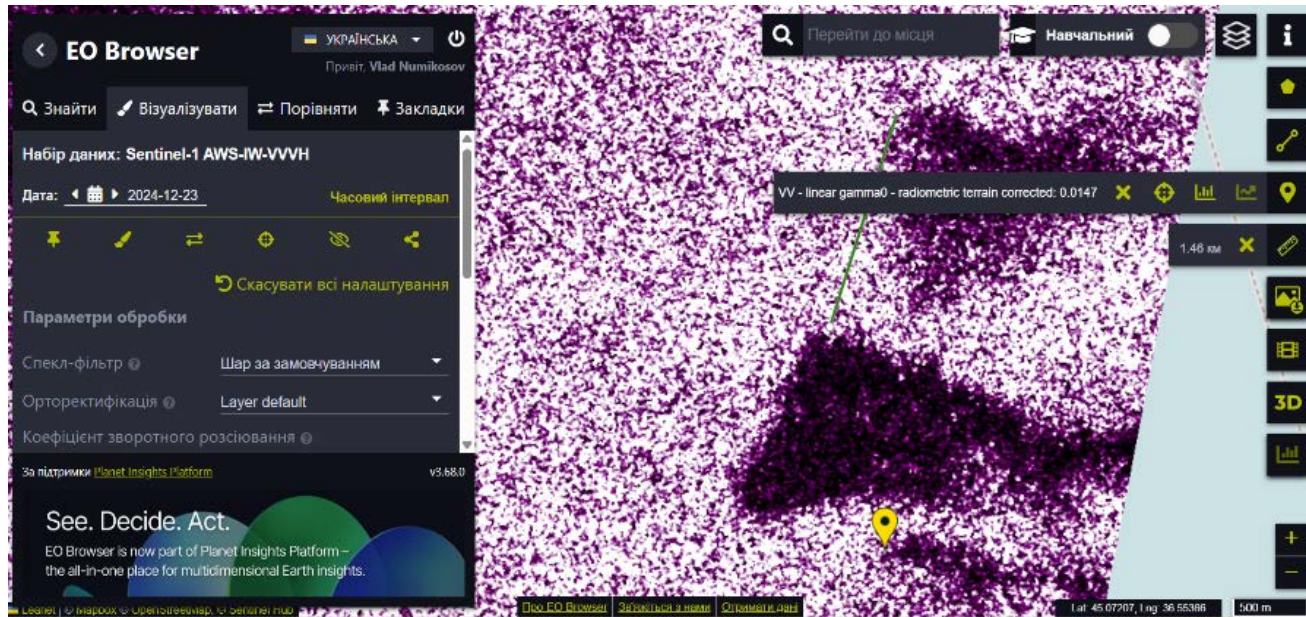 EO Browser
УКРАЇНСЬКА
Привіт, Vlad Numikosov
Знайти Візуалізувати Порівняти Закладки
Набір даних: Sentinel-1 AWS-IW-VVVH
Дата: 2024-12-23 Часовий інтервал
Скасувати всі налаштування
Параметри обробки
Спекл-фільтр Шар за замовчуванням
Орторектифікація Layer default
Коефіцієнт зворотного розсіювання
За підтримки Planet Insights Platform v3.68.0
See. Decide. Act.
EO Browser is now part of Planet Insights Platform –
the all-in-one place for multidimensional Earth insights.
Leaflet | © Mapbox © OpenStreetMap, © Sentinel Hub
Перейти до місця
Навчальний
VV - linear gamma0 - radiometric terrain corrected: 0.0147
1.46 км
3D
Про EO Browser Зв'яжіться з нами Отримати дані
Lat: 45.07207, Lng: 36.55366 500 m